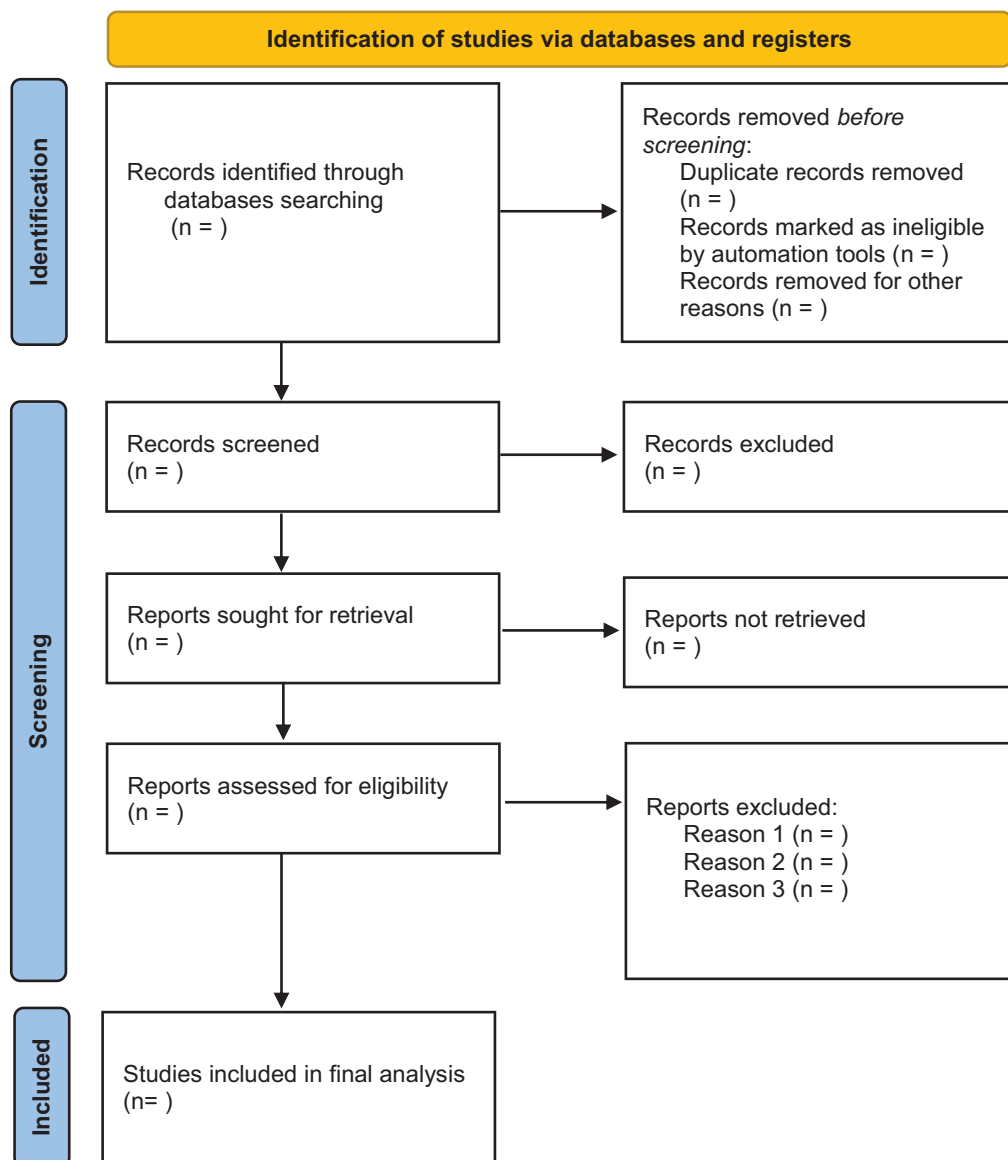 Identification of studies via databases and registers
Identification
Records identified through
databases searching
(n = )
Records removed before
screening:
Duplicate records removed
(n = )
Records marked as ineligible
by automation tools (n = )
Records removed for other
reasons (n = )
Screening
Records screened
(n = )
Records excluded
(n = )
Reports sought for retrieval
(n = )
Reports not retrieved
(n = )
Reports assessed for eligibility
(n = )
Reports excluded:
Reason 1 (n = )
Reason 2 (n = )
Reason 3 (n = )
Included
Studies included in final analysis
(n= )